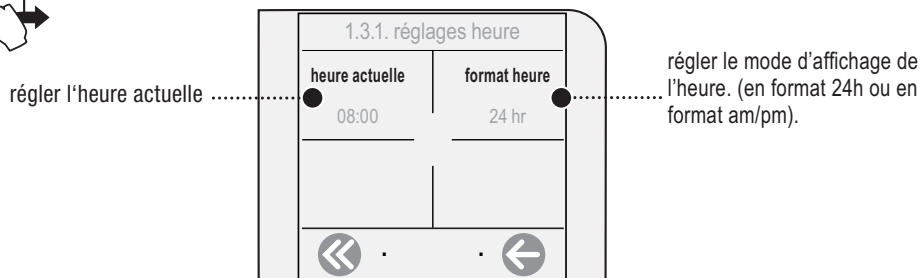 1.3.1. réglages heure
régler l‘heure actuelle
heure actuelle
format heure
08:00
24 hr
régler le mode d’affichage de
l’heure. (en format 24h ou en
format am/pm).